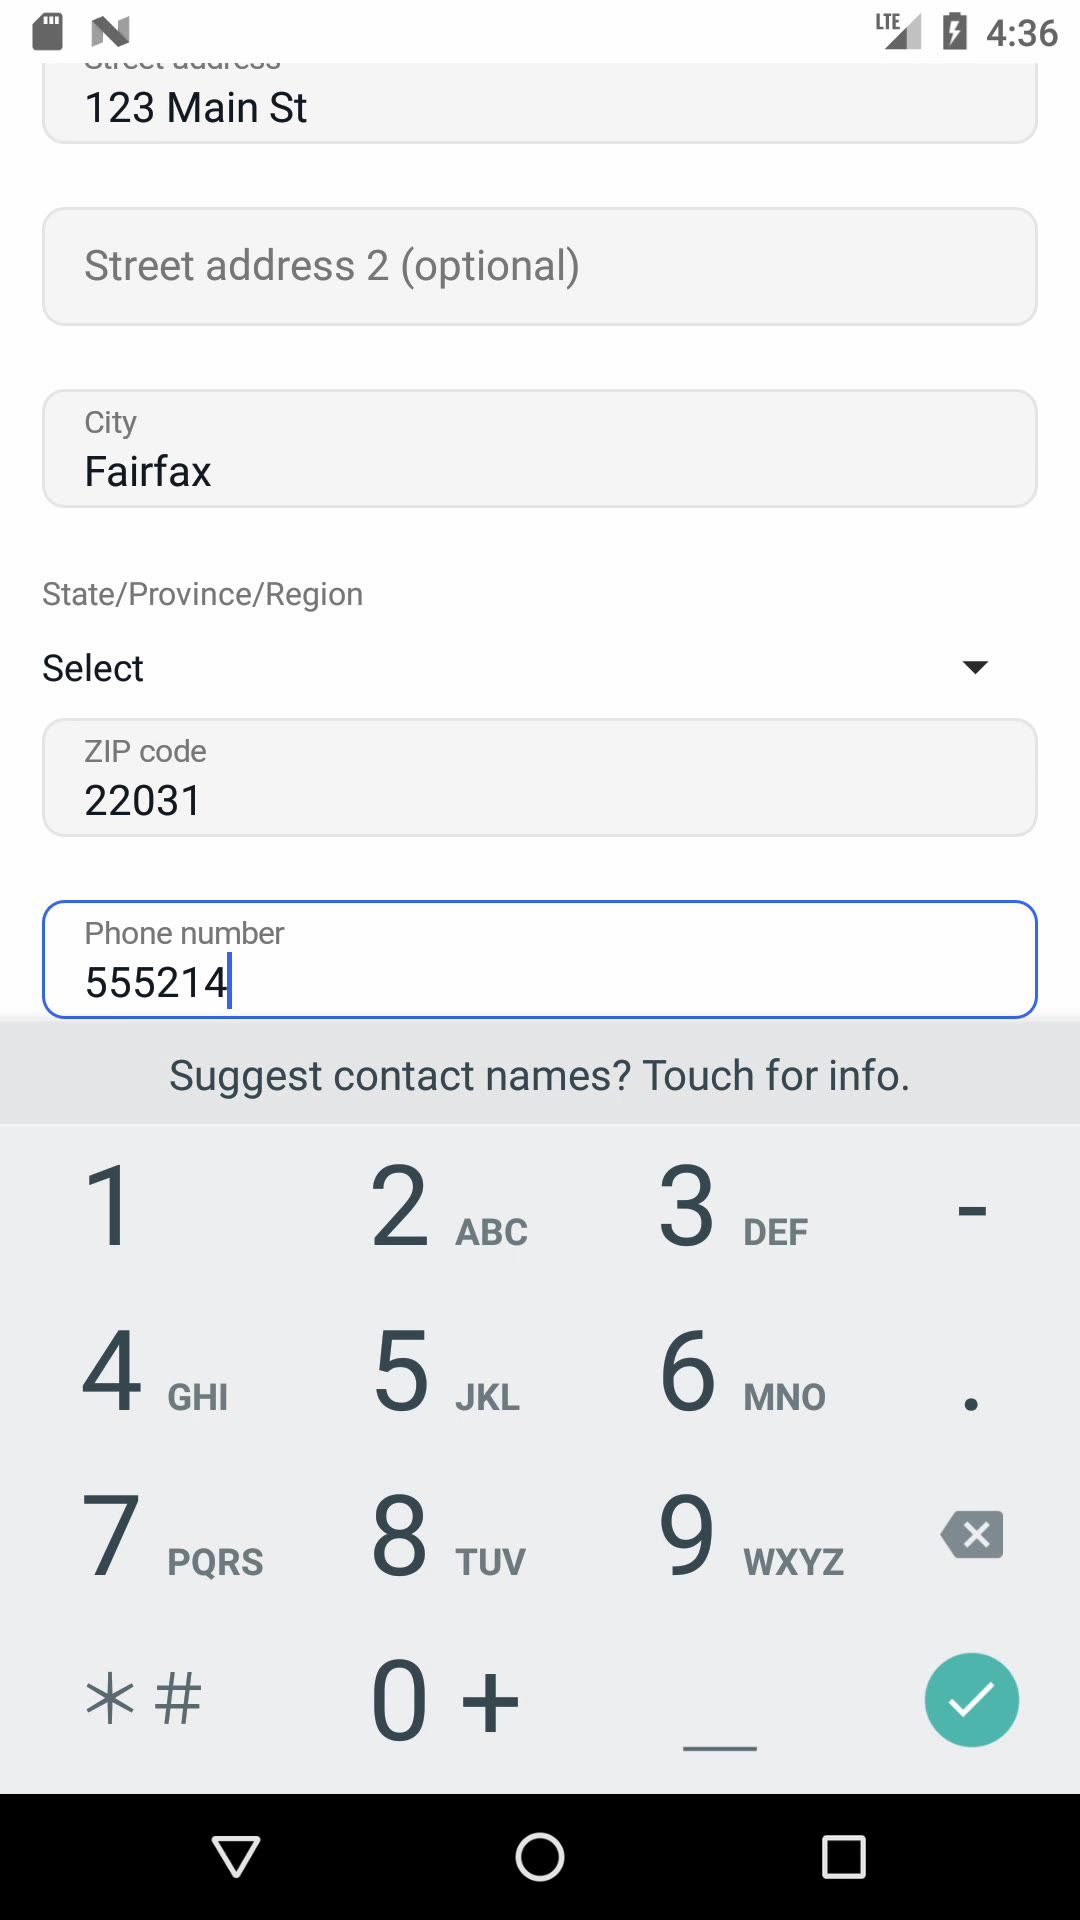 LTE 4:36
Street address
123 Main St
Street address 2 (optional)
City
Fairfax
State/Province/Region
Select
ZIP code
22031
Phone number
555214
Suggest contact names? Touch for info.
1 2 ABC 3 DEF -
4 GHI 5 JKL 6 MNO .
7 PQRS 8 TUV 9 WXYZ
* # 0 + _